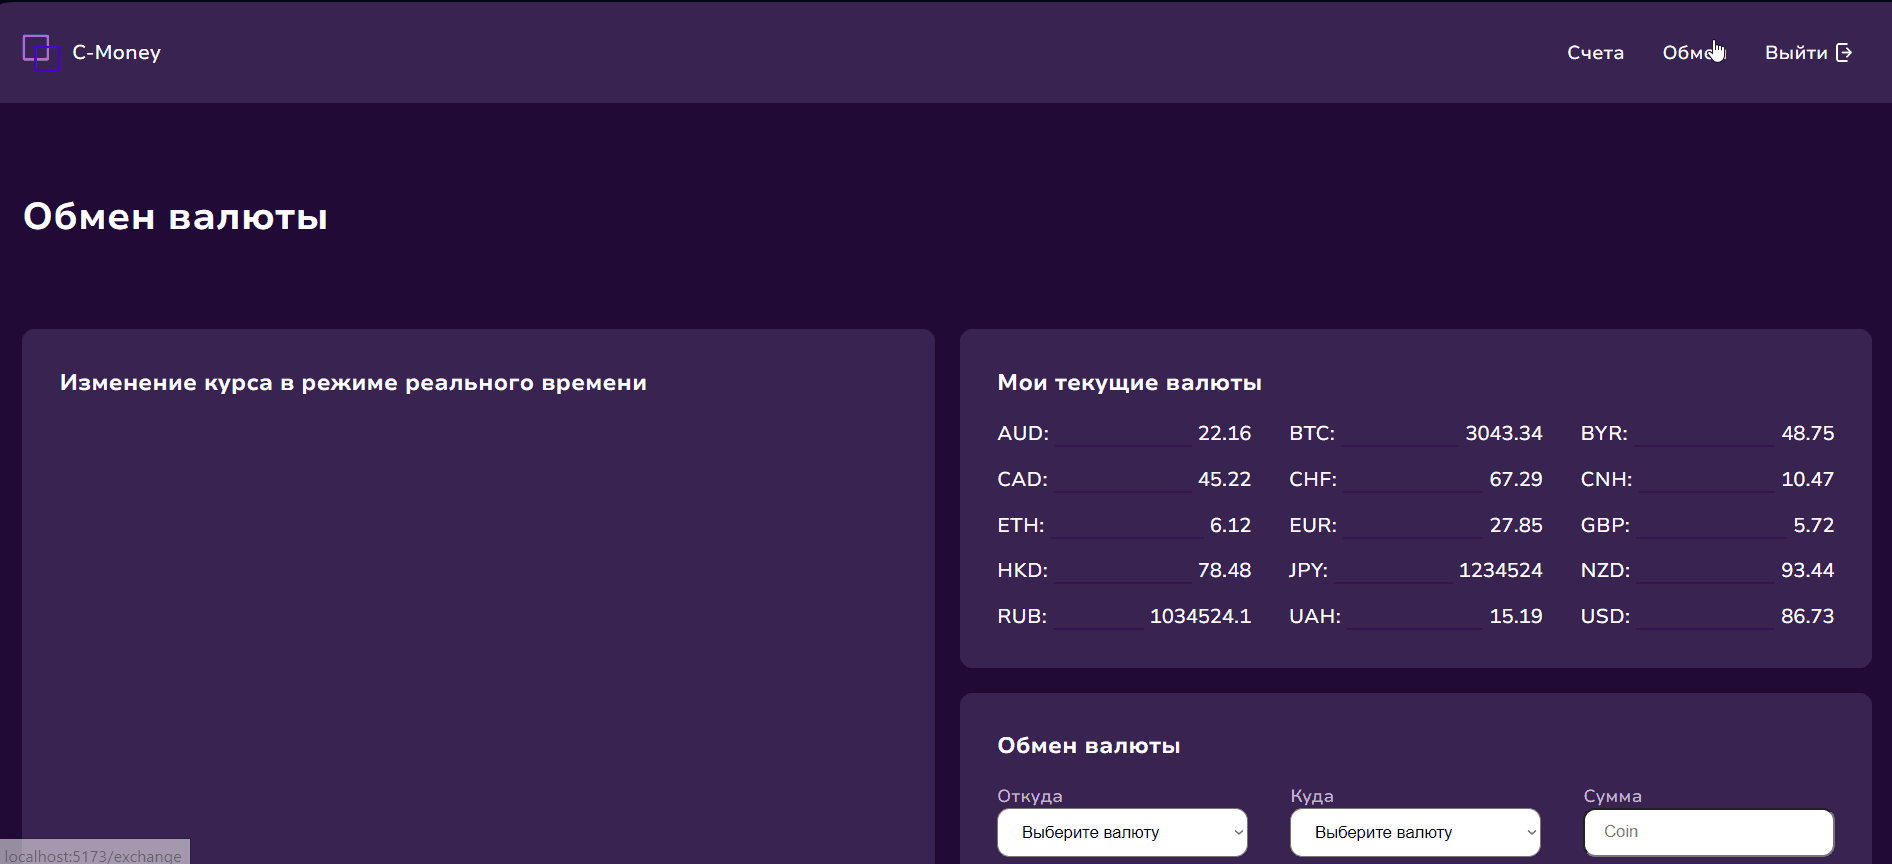 C-Money
Счета
Обмен
Выйти
Обмен валюты
Изменение курса в режиме реального времени
Мои текущие валюты
AUD: 22.16 BTC: 3043.34 BYR: 48.75
CAD: 45.22 CHF: 67.29 CNH: 10.47
ETH: 6.12 EUR: 27.85 GBP: 5.72
HKD: 78.48 JPY: 1234524 NZD: 93.44
RUB: 1034524.1 UAH: 15.19 USD: 86.73
Обмен валюты
Откуда Куда Сумма
Выберите валюту Выберите валюту Coin
localhost:5173/exchange